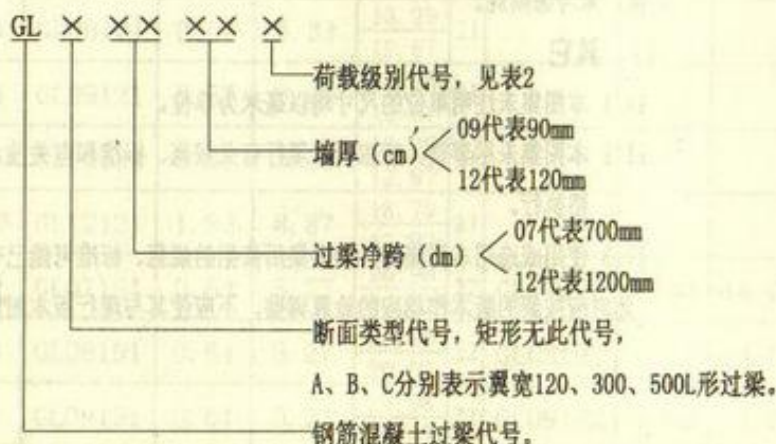 GL × ×× ×× ×
荷载级别代号，见表2
09代表90mm
墙厚（cm）
12代表120mm
07代表700mm
过梁净跨（dm）
12代表1200mm
断面类型代号，矩形无此代号，
A、B、C分别表示翼宽120、300、500L形过梁。
钢筋混凝土过梁代号。